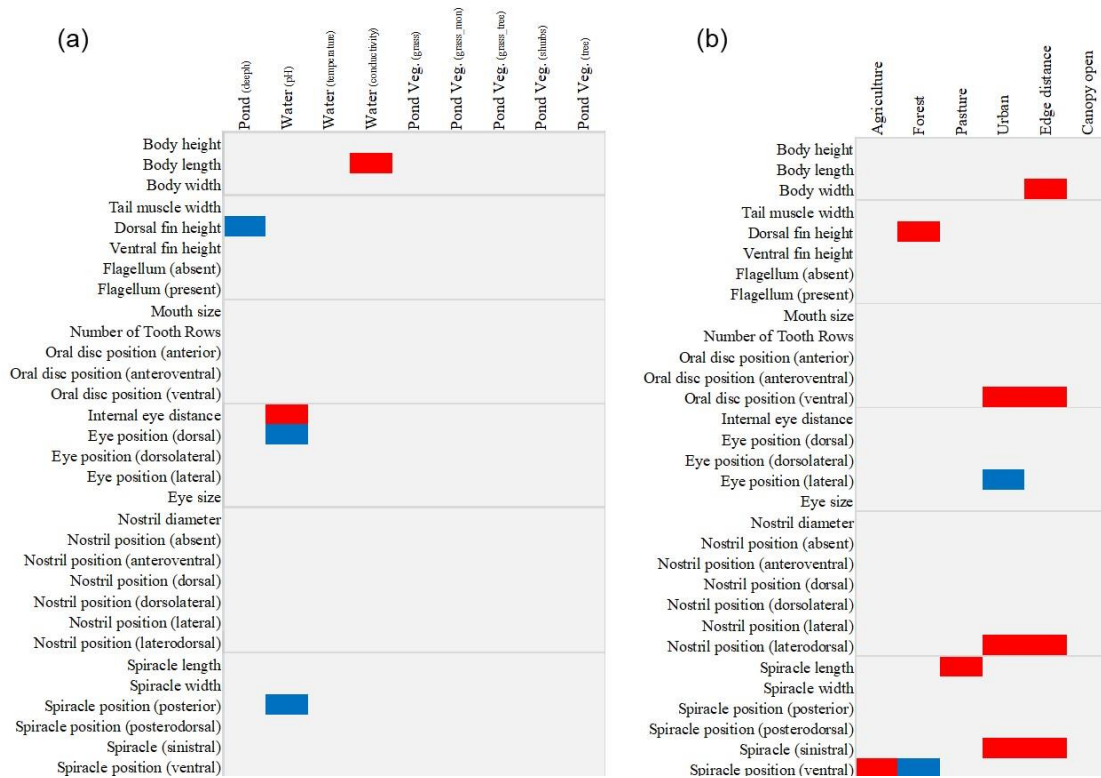 (a)
Pond (deeph)
Water (pH)
Water (temperature)
Water (conductivity)
Pond Veg. (grass)
Pond Veg. (grass_mon)
Pond Veg. (grass_tree)
Pond Veg. (shurbs)
Pond Veg. (tree)
Body height
Body length
Body width
Tail muscle width
Dorsal fin height
Ventral fin height
Flagellum (absent)
Flagellum (present)
Mouth size
Number of Tooth Rows
Oral disc position (anterior)
Oral disc position (anteroventral)
Oral disc position (ventral)
Internal eye distance
Eye position (dorsal)
Eye position (dorsolateral)
Eye position (lateral)
Eye size
Nostril diameter
Nostril position (absent)
Nostril position (anteroventral)
Nostril position (dorsal)
Nostril position (dorsolateral)
Nostril position (lateral)
Nostril position (laterodorsal)
Spiracle length
Spiracle width
Spiracle position (posterior)
Spiracle position (posterodorsal)
Spiracle (sinistral)
Spiracle position (ventral)
(b)
Agriculture
Forest
Pasture
Urban
Edge distance
Canopy open
Body height
Body length
Body width
Tail muscle width
Dorsal fin height
Ventral fin height
Flagellum (absent)
Flagellum (present)
Mouth size
Number of Tooth Rows
Oral disc position (anterior)
Oral disc position (anteroventral)
Oral disc position (ventral)
Internal eye distance
Eye position (dorsal)
Eye position (dorsolateral)
Eye position (lateral)
Eye size
Nostril diameter
Nostril position (absent)
Nostril position (anteroventral)
Nostril position (dorsal)
Nostril position (dorsolateral)
Nostril position (lateral)
Nostril position (laterodorsal)
Spiracle length
Spiracle width
Spiracle position (posterior)
Spiracle position (posterodorsal)
Spiracle (sinistral)
Spiracle position (ventral)